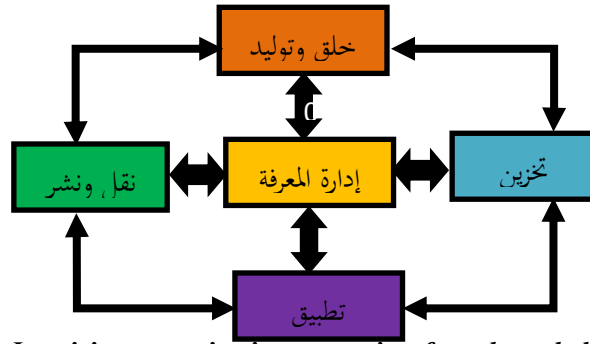 خلق وتوليد
تخزين
إدارة المعرفة
نقل ونشر
تطبيق